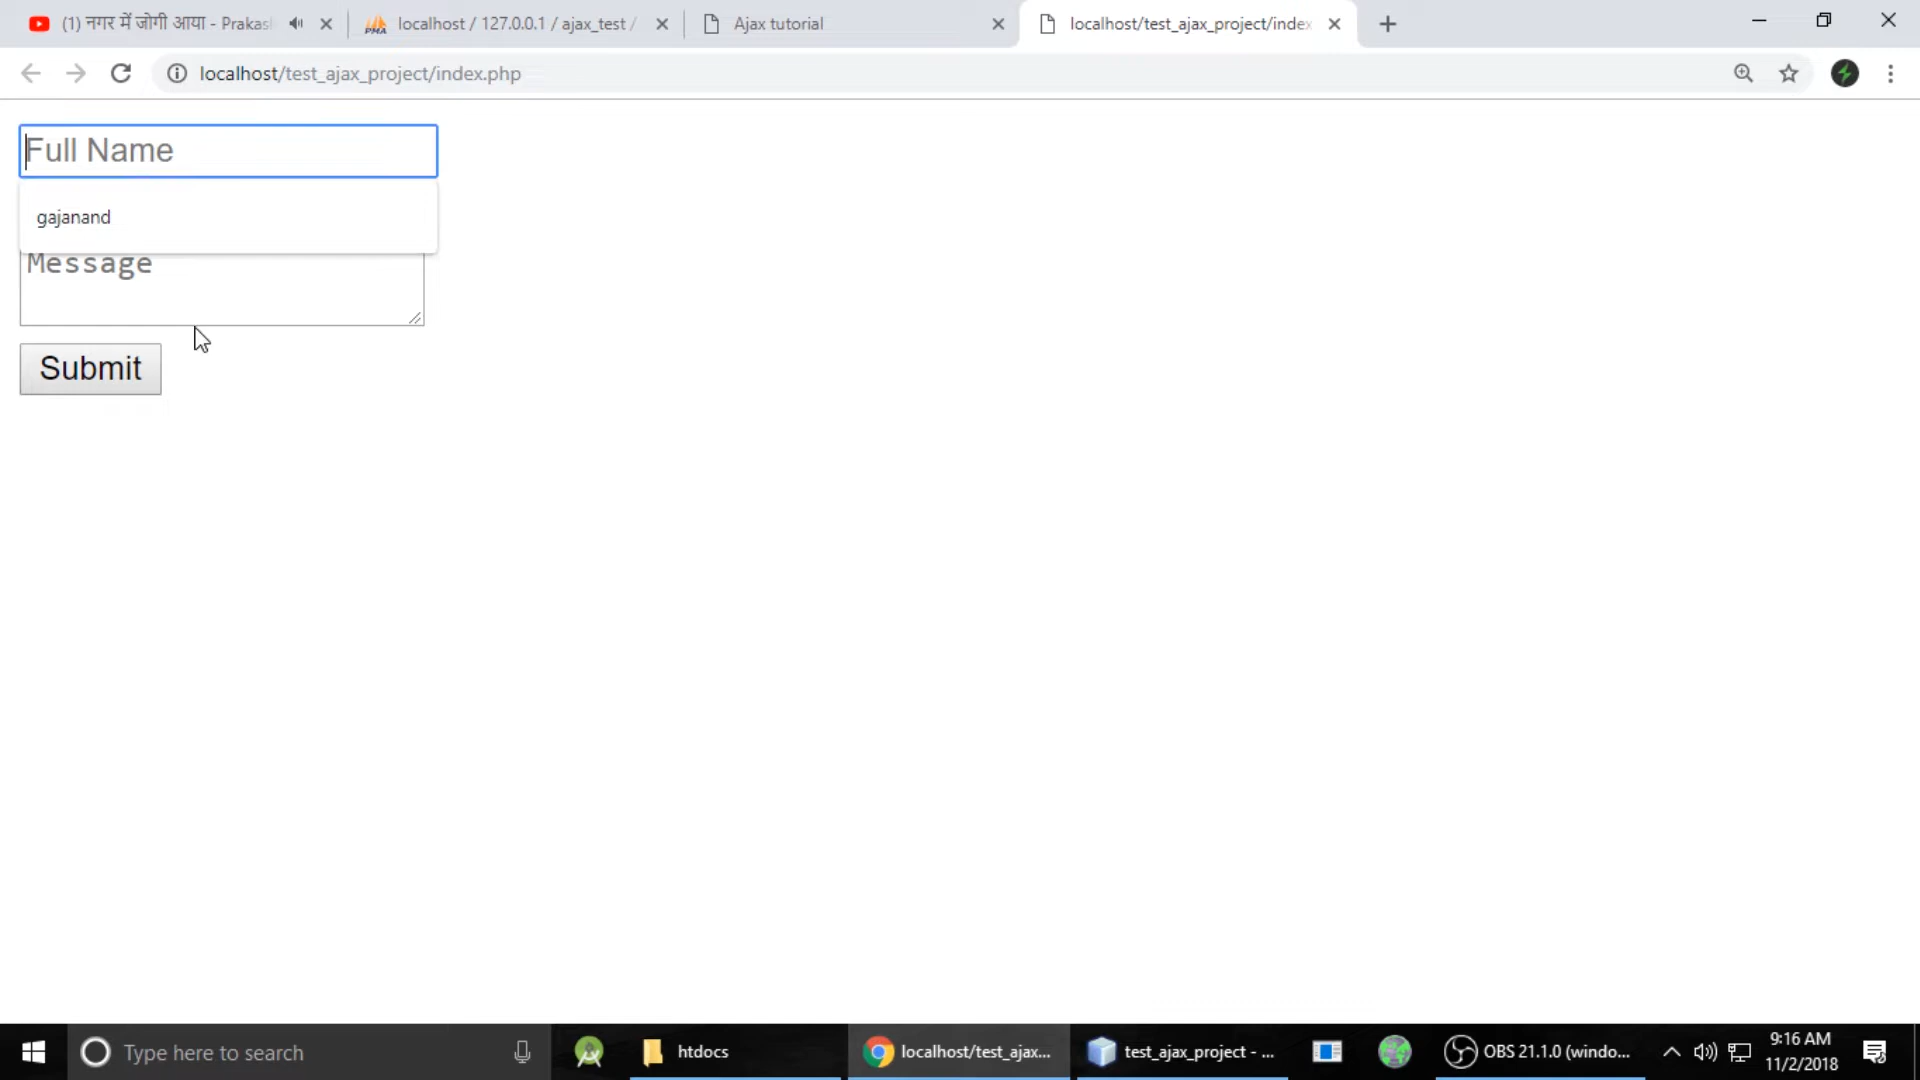 (1) नगर में जोगी आया - Prakas
localhost / 127.0.0.1 / ajax_test /
Ajax tutorial
localhost/test_ajax_project/index
localhost/test_ajax_project/index.php
Full Name
gajanand
Message
Submit
Type here to search
htdocs
localhost/test_ajax...
test_ajax_project - ...
OBS 21.1.0 (windo...
9:16 AM
11/2/2018